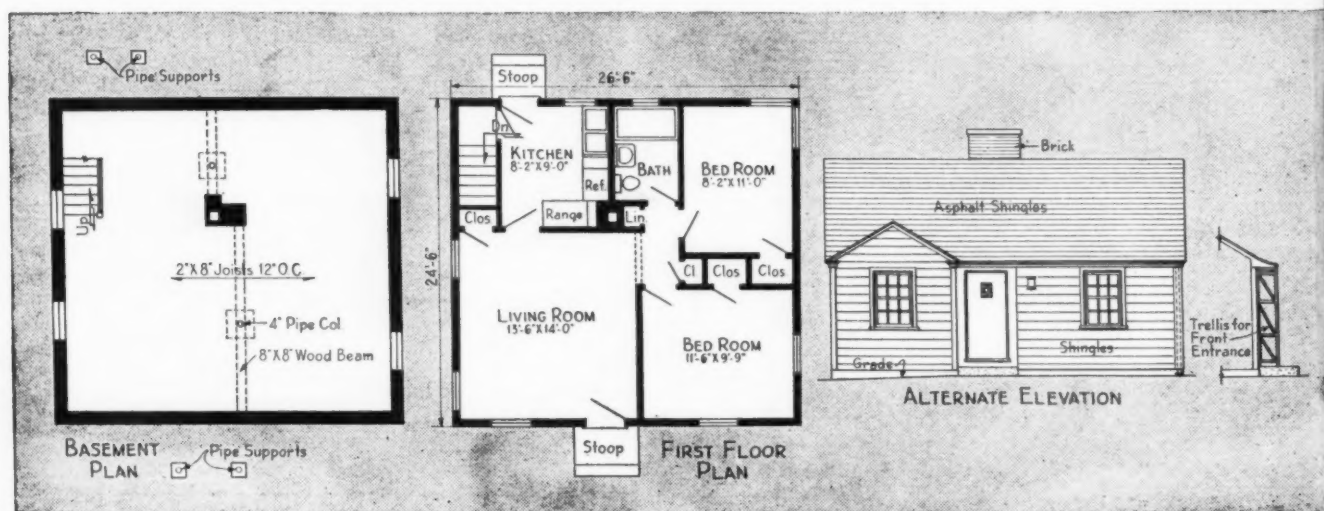 Pipe Supports
Up
2"X8" Joists 12" O.C.
4" Pipe Col.
8"X8" Wood Beam
BASEMENT
PLAN
Pipe Supports
Stoop
26'-6"
24'-6"
Dn.
KITCHEN
8'-2"X9'-0"
Ref.
BATH
BED ROOM
8'-2"X11'-0"
Clos
Range
Lin.
Cl
Clos
Clos
LIVING ROOM
13'-6"X14'-0"
BED ROOM
11'-6"X9'-9"
Stoop
FIRST FLOOR
PLAN
Brick
Asphalt Shingles
Shingles
Grade
Trellis for
Front
Entrance
ALTERNATE ELEVATION